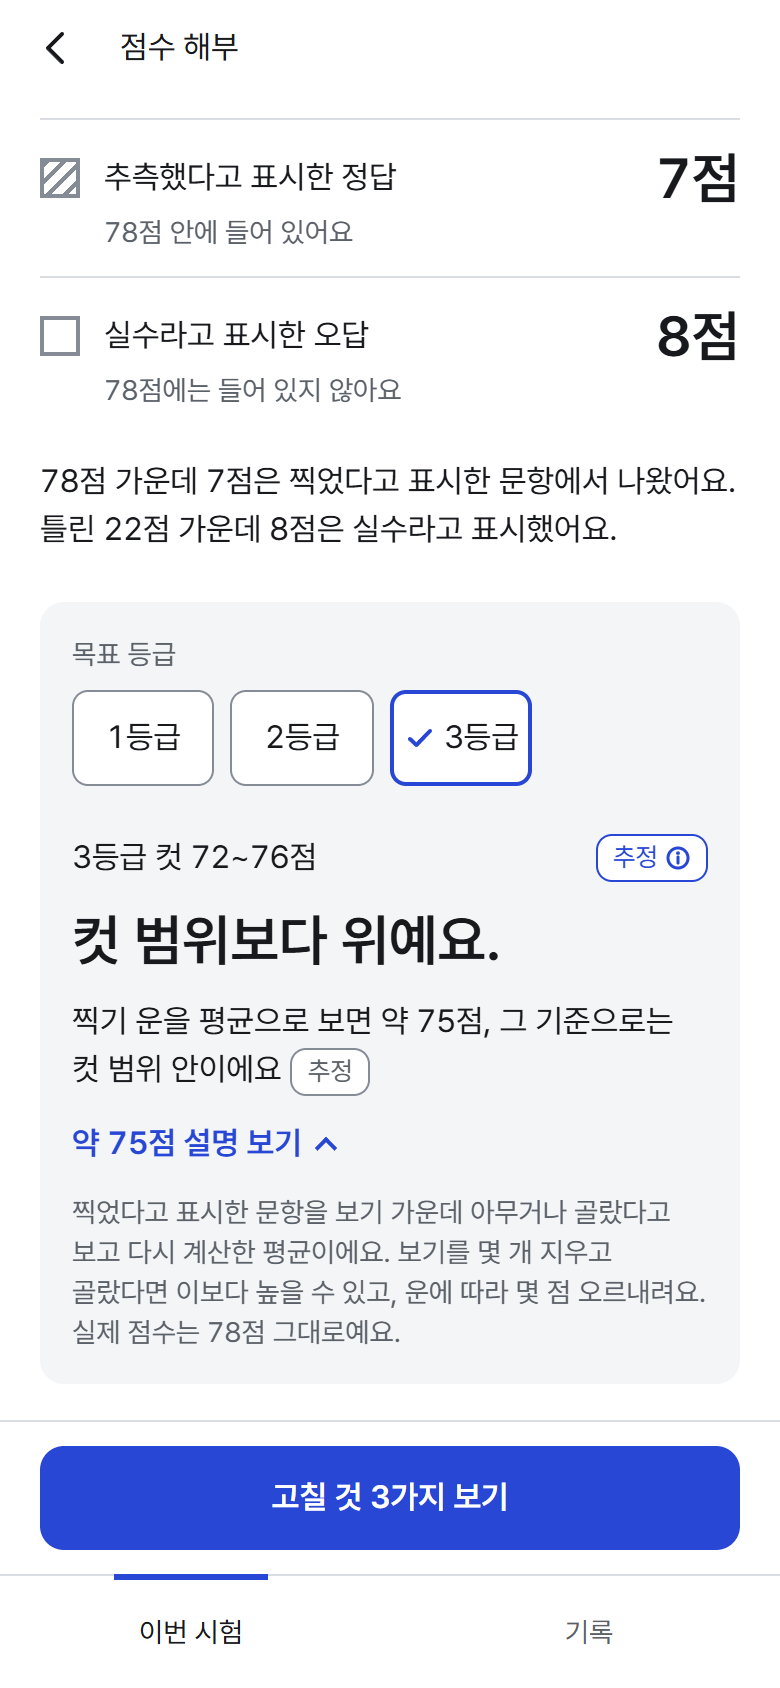 점수 해부
추측했다고 표시한 정답
7점
78점 안에 들어 있어요
실수라고 표시한 오답
8점
78점에는 들어 있지 않아요
78점 가운데 7점은 찍었다고 표시한 문항에서 나왔어요.
틀린 22점 가운데 8점은 실수라고 표시했어요.
목표 등급
1등급
2등급
3등급
3등급 컷 72~76점
추정
컷 범위보다 위예요.
찍기 운을 평균으로 보면 약 75점, 그 기준으로는
컷 범위 안이에요 추정
약 75점 설명 보기
찍었다고 표시한 문항을 보기 가운데 아무거나 골랐다고
보고 다시 계산한 평균이에요. 보기를 몇 개 지우고
골랐다면 이보다 높을 수 있고, 운에 따라 몇 점 오르내려요.
실제 점수는 78점 그대로예요.
고칠 것 3가지 보기
이번 시험
기록